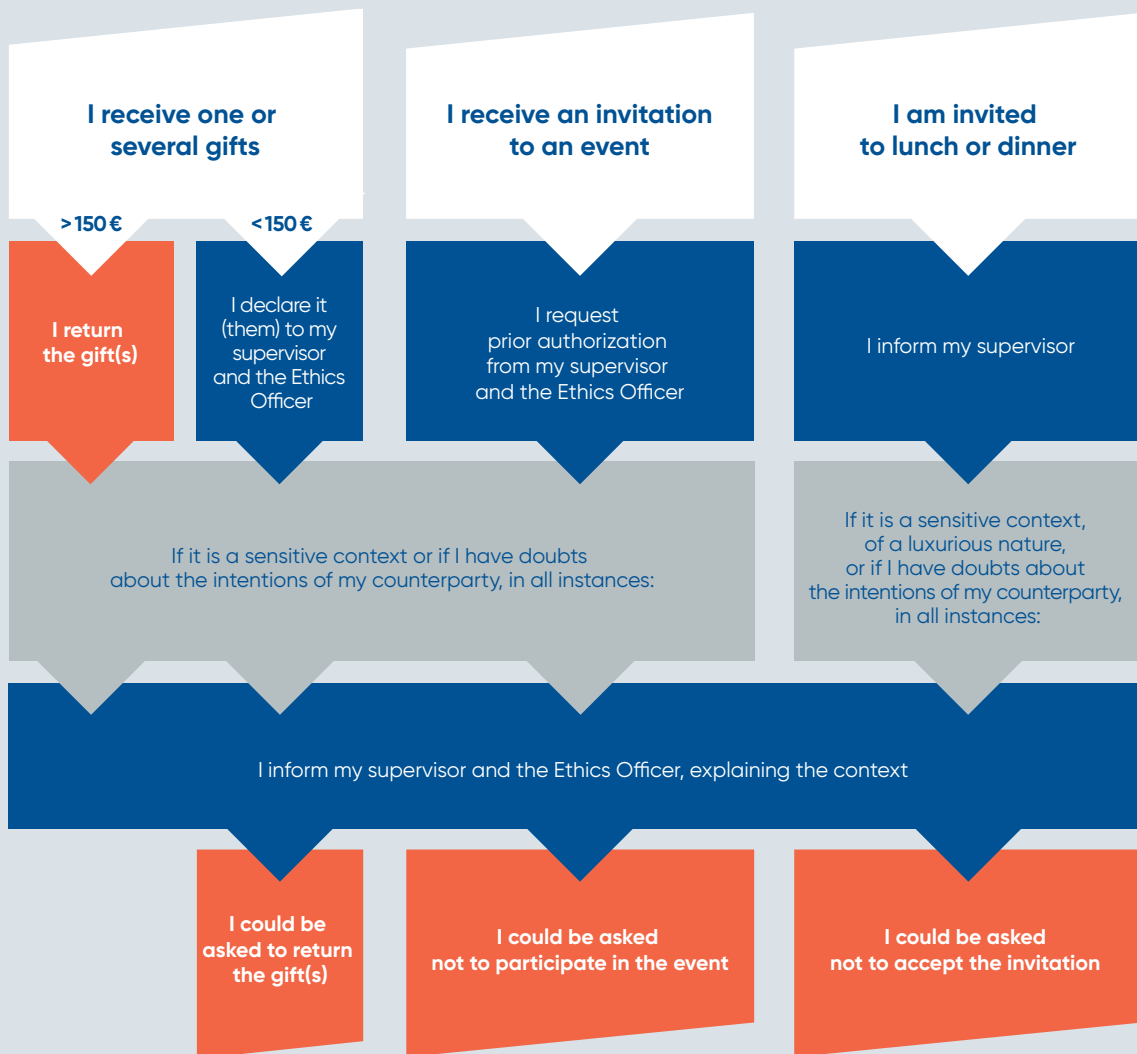 I receive one or
several gifts
>150 €
<150 €
I receive an invitation
to an event
I am invited
to lunch or dinner
I return
the gift(s)
I declare it
(them) to my
supervisor
and the Ethics
Officer
I request
prior authorization
from my supervisor
and the Ethics Officer
I inform my supervisor
If it is a sensitive context or if I have doubts
about the intentions of my counterparty, in all instances:
If it is a sensitive context,
of a luxurious nature,
or if I have doubts about
the intentions of my counterparty,
in all instances:
I inform my supervisor and the Ethics Officer, explaining the context
I could be
asked to return
the gift(s)
I could be asked
not to participate in the event
I could be asked
not to accept the invitation